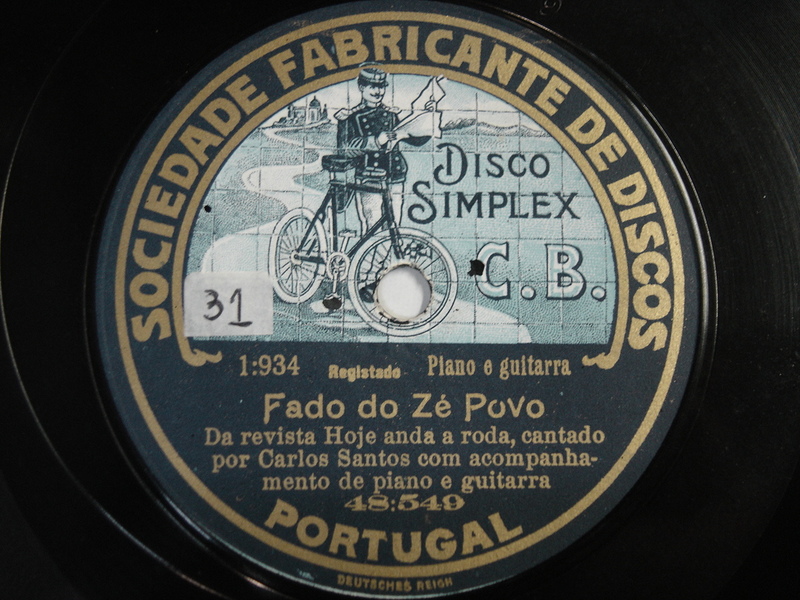 SOCIEDADE FABRICANTE DE DISCOS
DISCO
SIMPLEX
C.B.
31
1:934 Registado Piano e guitarra
Fado do Zé Povo
Da revista Hoje anda a roda, cantado
por Carlos Santos com acompanha-
mento de piano e guitarra
48:549
PORTUGAL
DEUTSCHES REICH